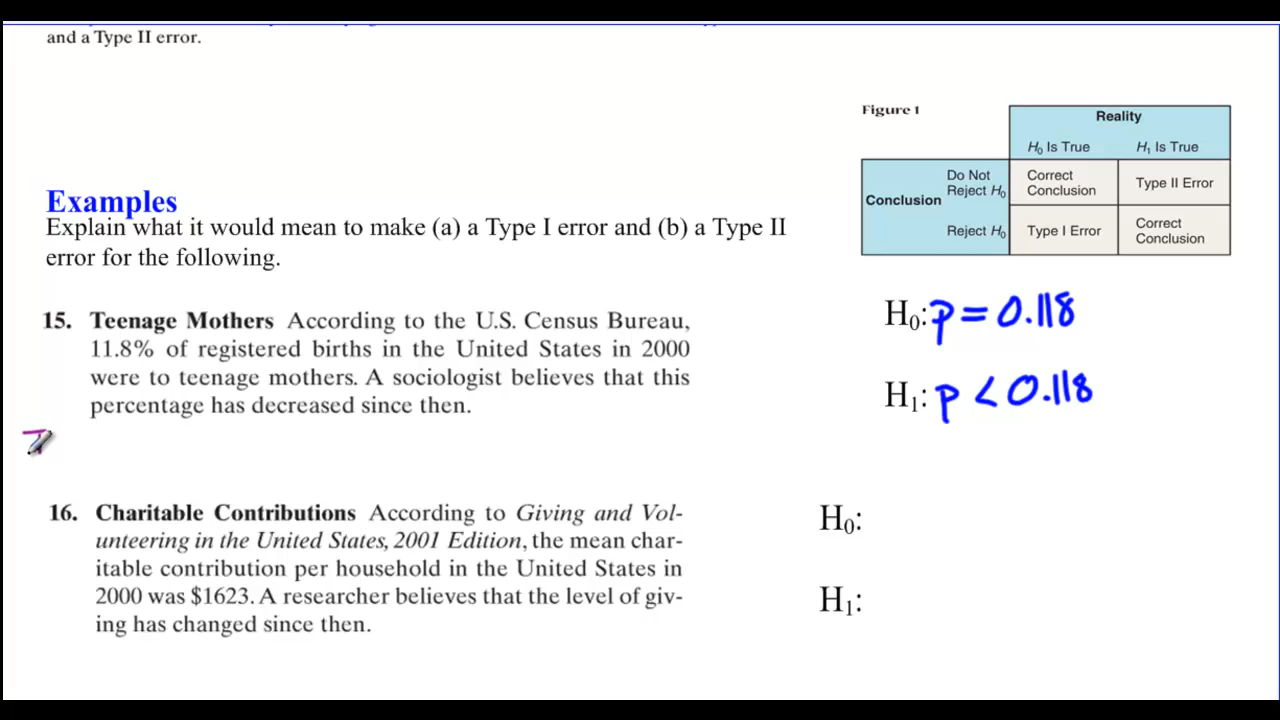 and a Type II error.
Figure 1
Reality
H0 Is True H1 Is True
Conclusion
Do Not
Reject H0
Correct
Conclusion
Type II Error
Reject H0
Type I Error
Correct
Conclusion
Examples
Explain what it would mean to make (a) a Type I error and (b) a Type II
error for the following.
15. Teenage Mothers According to the U.S. Census Bureau,
11.8% of registered births in the United States in 2000
were to teenage mothers. A sociologist believes that this
percentage has decreased since then.
H0: p = 0.118
H1: p < 0.118
16. Charitable Contributions According to Giving and Vol-
unteering in the United States, 2001 Edition, the mean char-
itable contribution per household in the United States in
2000 was $1623. A researcher believes that the level of giv-
ing has changed since then.
H0:
H1: